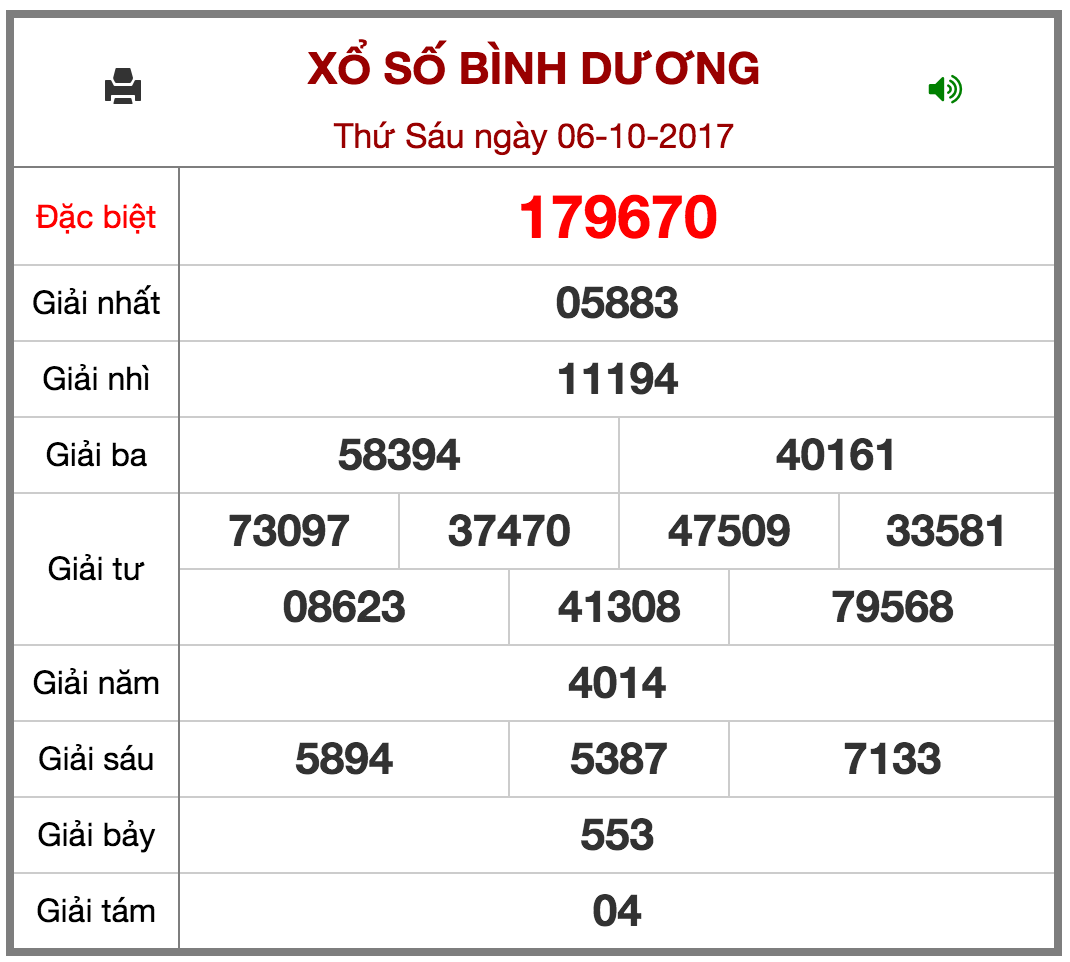 XỔ SỐ BÌNH DƯƠNG
Thứ Sáu ngày 06-10-2017
Đặc biệt 179670
Giải nhất 05883
Giải nhì 11194
Giải ba 58394 40161
Giải tư 73097 37470 47509 33581
08623 41308 79568
Giải năm 4014
Giải sáu 5894 5387 7133
Giải bảy 553
Giải tám 04